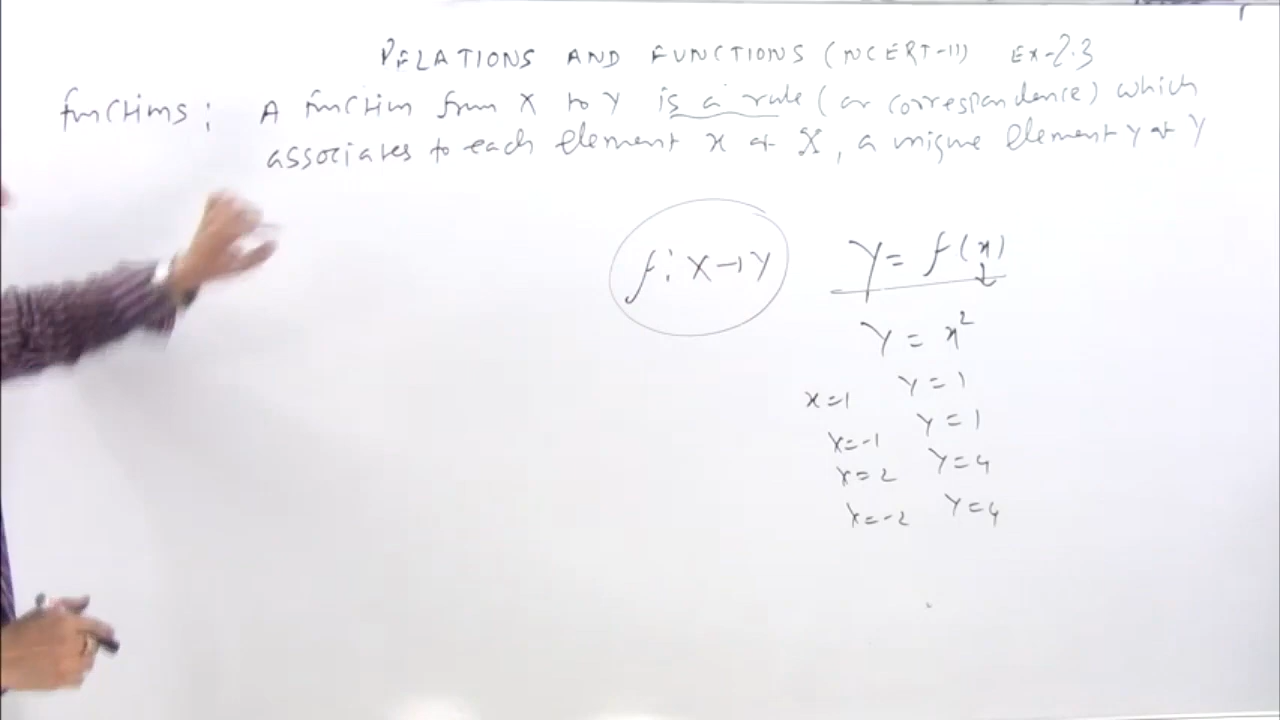 RELATIONS AND FUNCTIONS (NCERT-11) EX-2.3
functions: A function from X to Y is a rule (or correspondence) which
associates to each element x of X, a unique element y of Y
f: X→Y
Y = f(x)
Y = x²
x=1 Y=1
x=-1 Y=1
x=2 Y=4
x=-2 Y=4